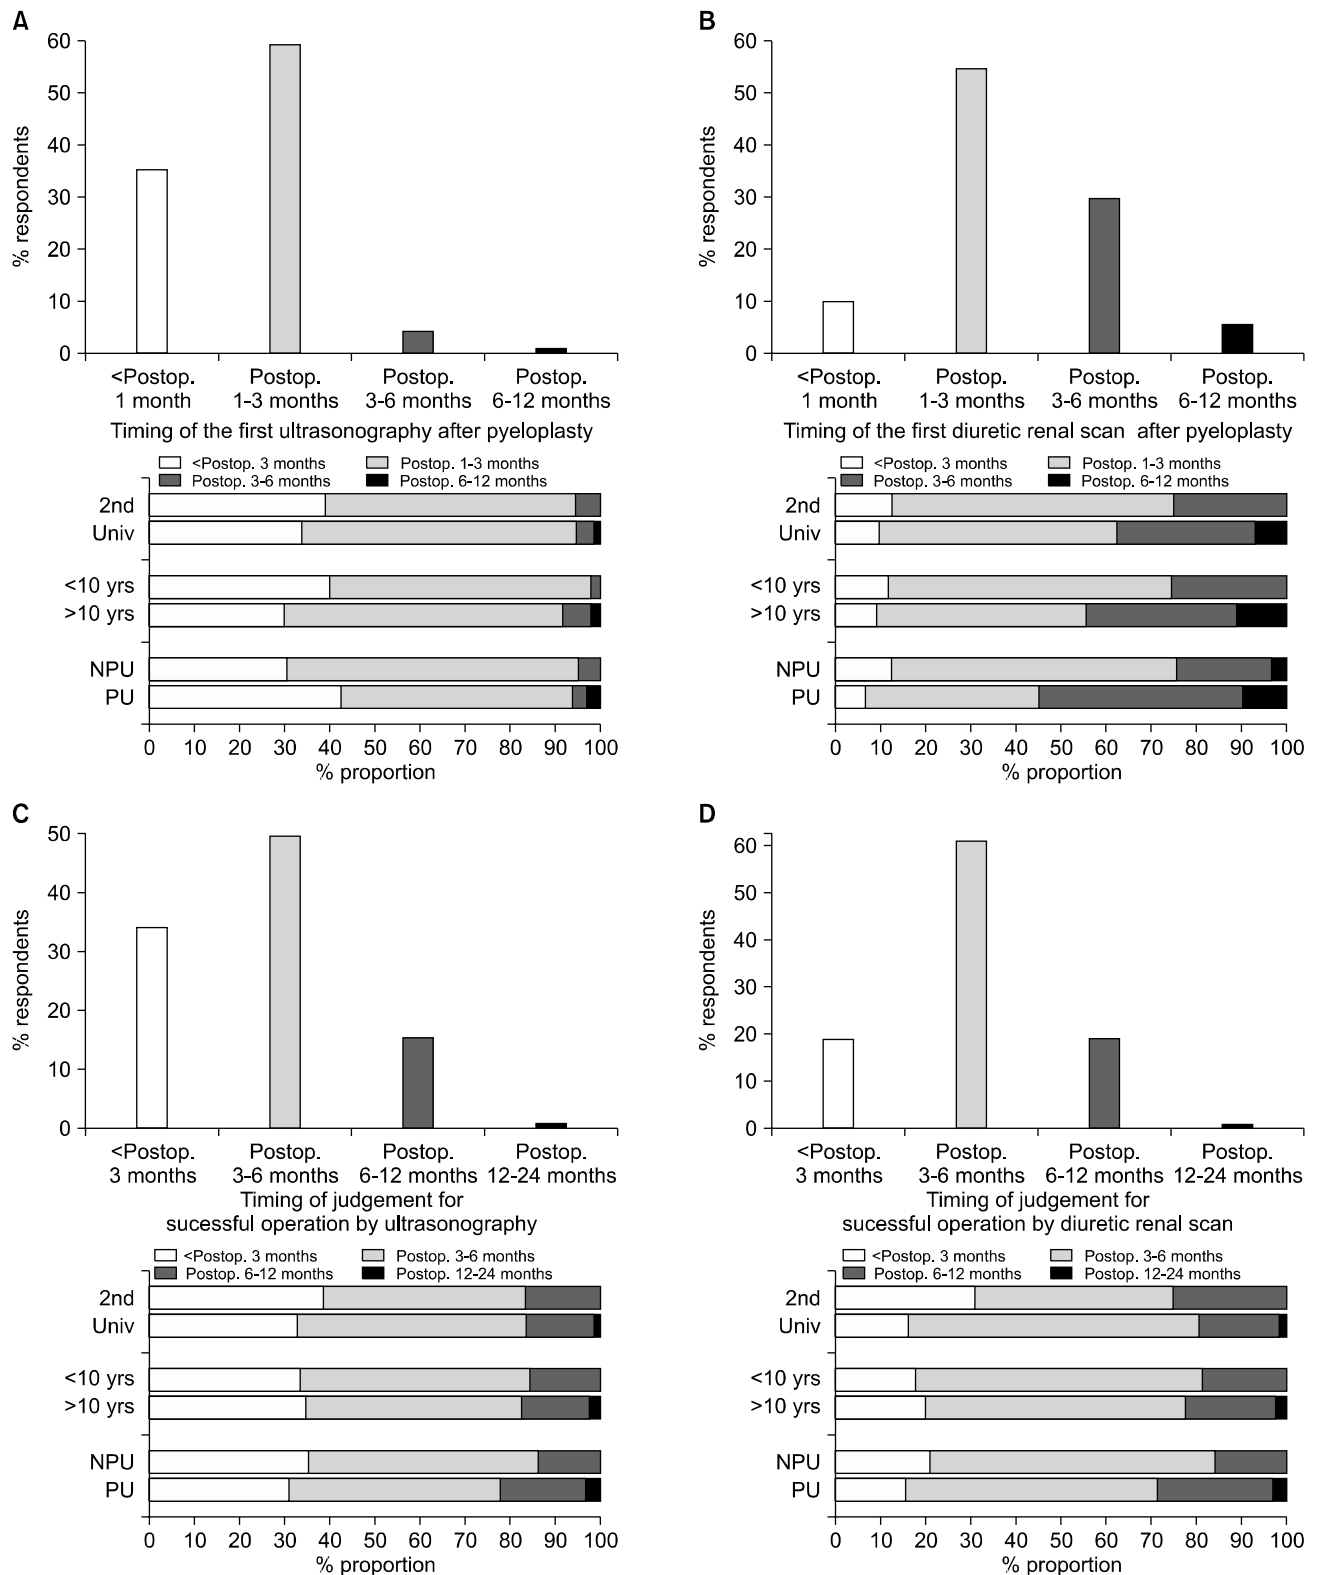 A
60
50
40
30
20
10
0
% respondents
<Postop. 1 month
Postop. 1-3 months
Postop. 3-6 months
Postop. 6-12 months
Timing of the first ultrasonography after pyeloplasty
<Postop. 3 months
Postop. 1-3 months
Postop. 3-6 months
Postop. 6-12 months
2nd
Univ
<10 yrs
>10 yrs
NPU
PU
0 10 20 30 40 50 60 70 80 90 100
% proportion
B
60
50
40
30
20
10
0
% respondents
<Postop. 1 month
Postop. 1-3 months
Postop. 3-6 months
Postop. 6-12 months
Timing of the first diuretic renal scan after pyeloplasty
<Postop. 3 months
Postop. 1-3 months
Postop. 3-6 months
Postop. 6-12 months
2nd
Univ
<10 yrs
>10 yrs
NPU
PU
0 10 20 30 40 50 60 70 80 90 100
% proportion
C
50
40
30
20
10
0
% respondents
<Postop. 3 months
Postop. 3-6 months
Postop. 6-12 months
Postop. 12-24 months
Timing of judgement for
sucessful operation by ultrasonography
<Postop. 3 months
Postop. 3-6 months
Postop. 6-12 months
Postop. 12-24 months
2nd
Univ
<10 yrs
>10 yrs
NPU
PU
0 10 20 30 40 50 60 70 80 90 100
% proportion
D
60
50
40
30
20
10
0
% respondents
<Postop. 3 months
Postop. 3-6 months
Postop. 6-12 months
Postop. 12-24 months
Timing of judgement for
sucessful operation by diuretic renal scan
<Postop. 3 months
Postop. 3-6 months
Postop. 6-12 months
Postop. 12-24 months
2nd
Univ
<10 yrs
>10 yrs
NPU
PU
0 10 20 30 40 50 60 70 80 90 100
% proportion